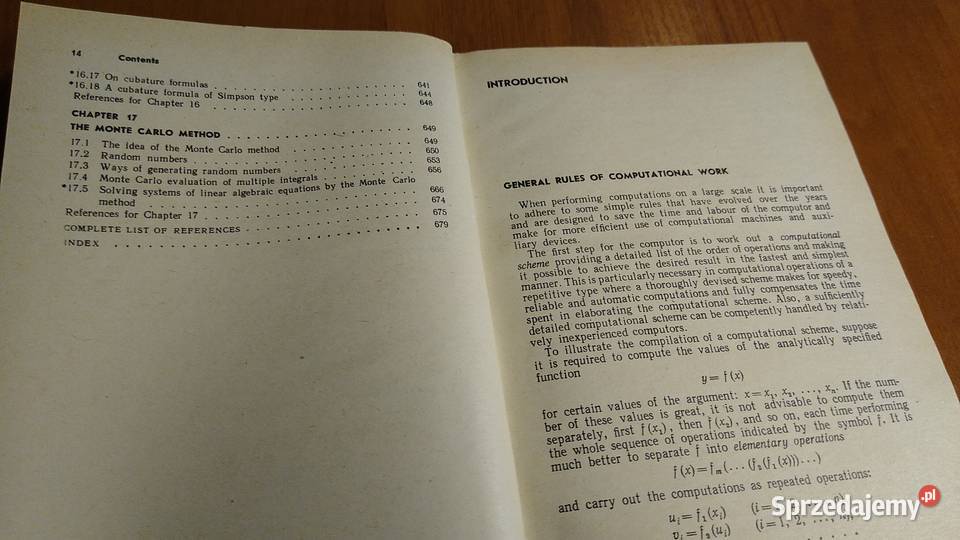 14 Contents
*16.17 On cubature formulas . . . . . . . . . . . . . . . . . 641
*16.18 A cubature formula of Simpson type . . . . . . . . . . . 644
References for Chapter 16 . . . . . . . . . . . . . . . . . 648
CHAPTER 17
THE MONTE CARLO METHOD . . . . . . . . . . . . . . . . 649
17.1 The idea of the Monte Carlo method . . . . . . . . . . 649
17.2 Random numbers . . . . . . . . . . . . . . . . . . . 650
17.3 Ways of generating random numbers . . . . . . . . . . . 653
17.4 Monte Carlo evaluation of multiple integrals . . . . . . . . 656
*17.5 Solving systems of linear algebraic equations by the Monte Carlo
method . . . . . . . . . . . . . . . . . . . . . . . 666
References for Chapter 17 . . . . . . . . . . . . . . . . . 674
COMPLETE LIST OF REFERENCES . . . . . . . . . . . . . . 675
INDEX . . . . . . . . . . . . . . . . . . . . . . . . . 679
INTRODUCTION
GENERAL RULES OF COMPUTATIONAL WORK
When performing computations on a large scale it is important
to adhere to some simple rules that have evolved over the years
and are designed to save the time and labour of the computor and
make for more efficient use of computational machines and auxi-
liary devices.
The first step for the computor is to work out a computational
scheme providing a detailed list of the order of operations and making
it possible to achieve the desired result in the fastest and simplest
manner. This is particularly necessary in computational operations of a
repetitive type where a thoroughly devised scheme makes for speedy,
reliable and automatic computations and fully compensates the time
spent in elaborating the computational scheme. Also, a sufficiently
detailed computational scheme can be competently handled by relati-
vely inexperienced computors.
To illustrate the compilation of a computational scheme, suppose
it is required to compute the values of the analytically specified
function
y = f (x)
for certain values of the argument: x = x₁, x₂, ..., xₙ. If the num-
ber of these values is great, it is not advisable to compute them
separately, first f (x₁), then f (x₂), and so on, each time performing
the whole sequence of operations indicated by the symbol f. It is
much better to separate f into elementary operations
f (x) = fₘ (... (f₂ (f₁ (x))) ...)
and carry out the computations as repeated operations:
uᵢ = f₁ (xᵢ) (i =
vᵢ = f₂ (uᵢ) (i = 1, 2, ...,
Sprzedajemy.pl